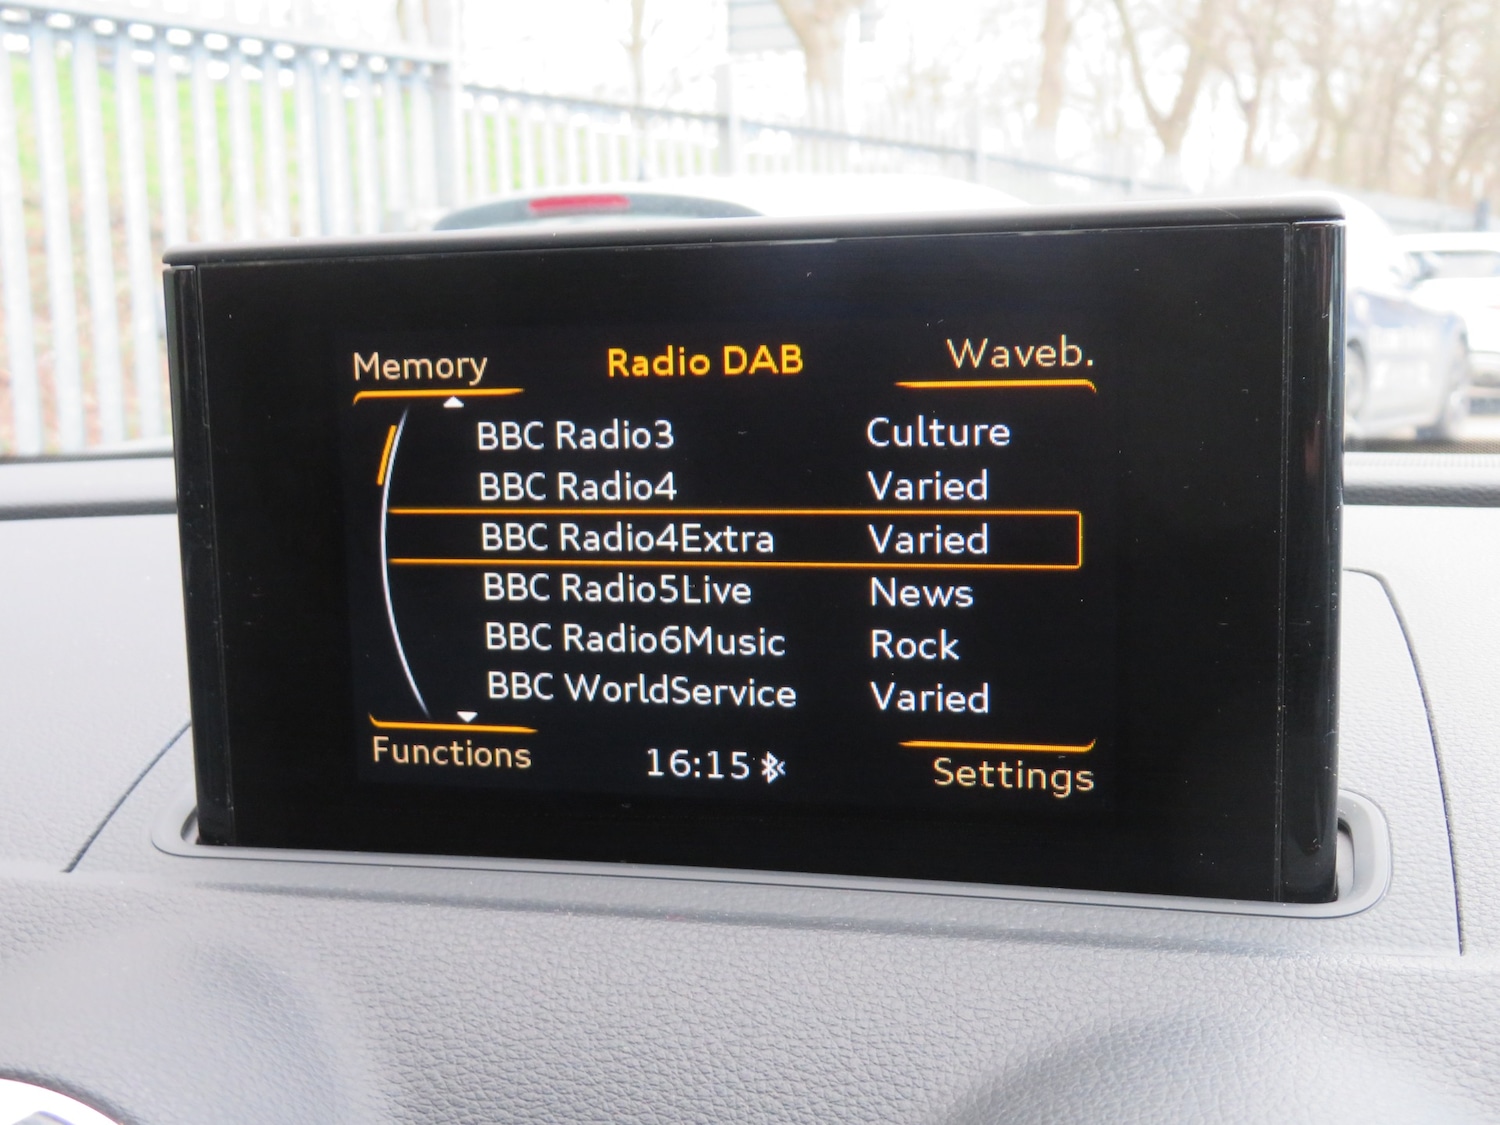 Memory Radio DAB Waveb.
BBC Radio3 Culture
BBC Radio4 Varied
BBC Radio4Extra Varied
BBC Radio5Live News
BBC Radio6Music Rock
BBC WorldService Varied
Functions 16:15 Settings